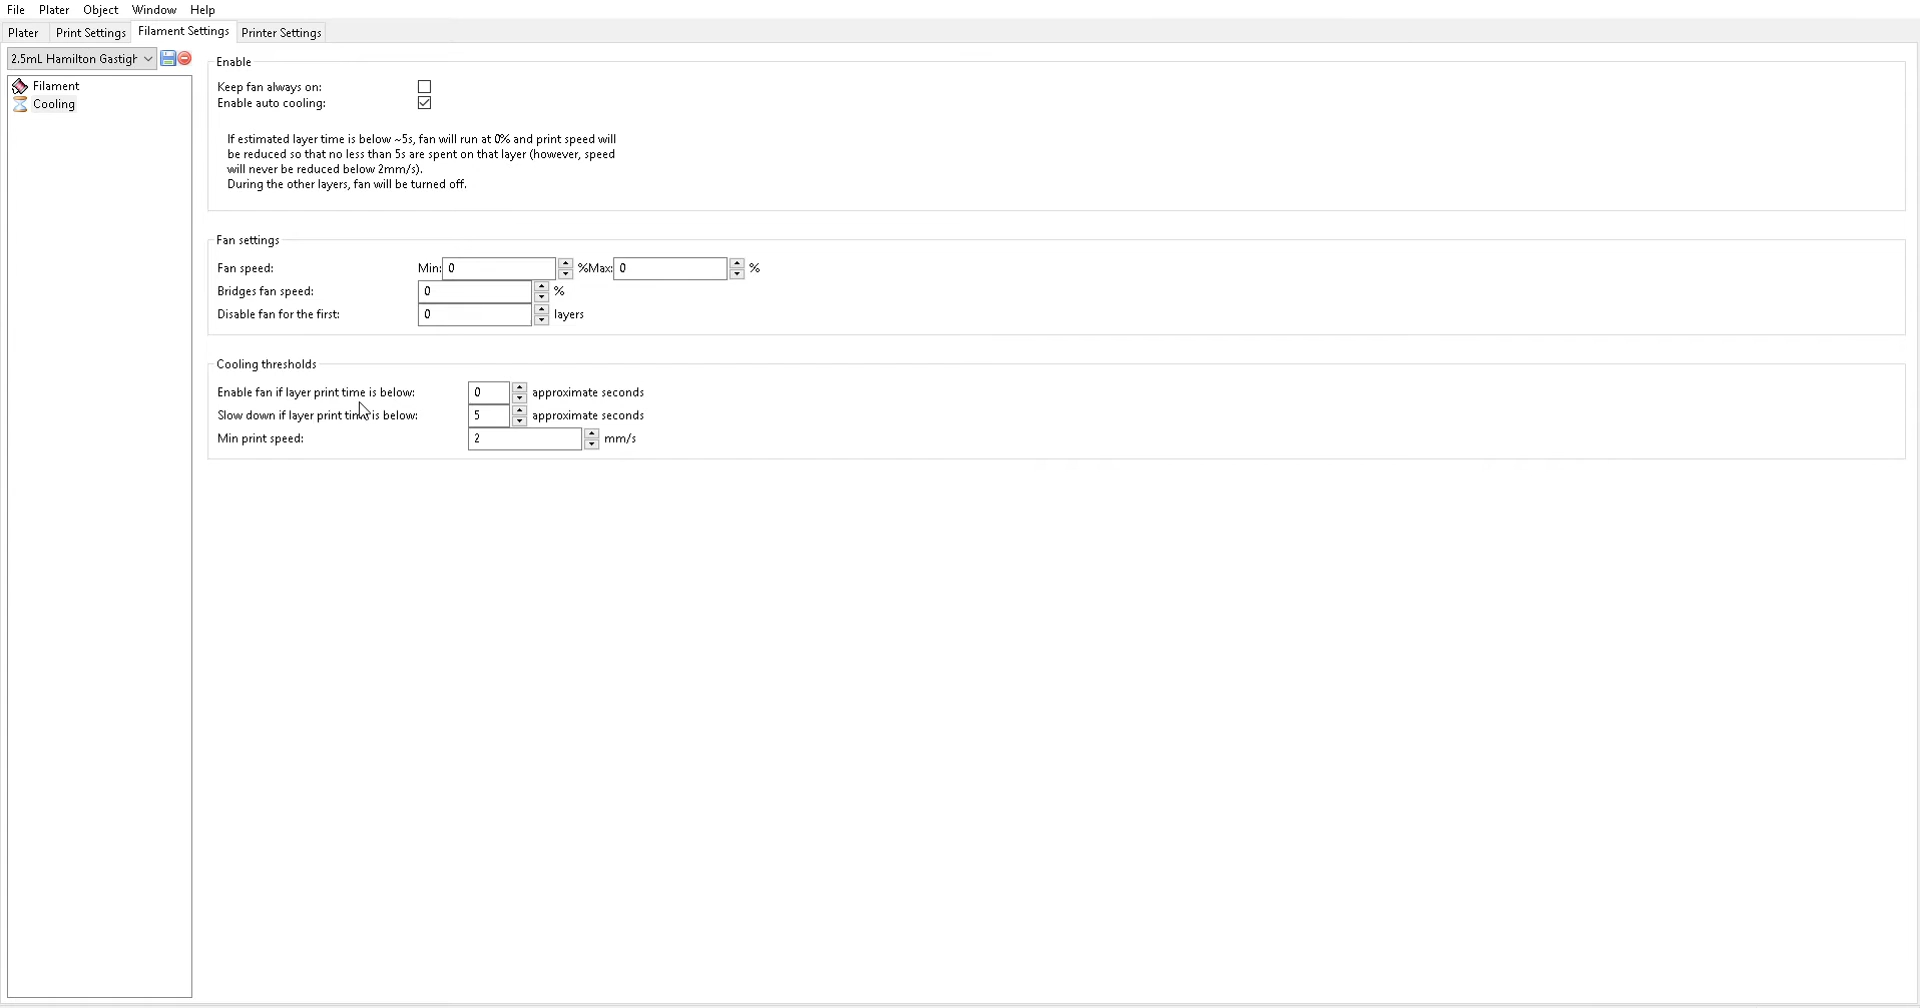 File Plater Object Window Help
Plater Print Settings Filament Settings Printer Settings
2.5mL Hamilton Gastigh
Filament
Cooling
Enable
Keep fan always on:
Enable auto cooling:
If estimated layer time is below ~5s, fan will run at 0% and print speed will
be reduced so that no less than 5s are spent on that layer (however, speed
will never be reduced below 2mm/s).
During the other layers, fan will be turned off.
Fan settings
Fan speed: Min: 0 %Max: 0 %
Bridges fan speed: 0 %
Disable fan for the first: 0 layers
Cooling thresholds
Enable fan if layer print time is below: 0 approximate seconds
Slow down if layer print time is below: 5 approximate seconds
Min print speed: 2 mm/s